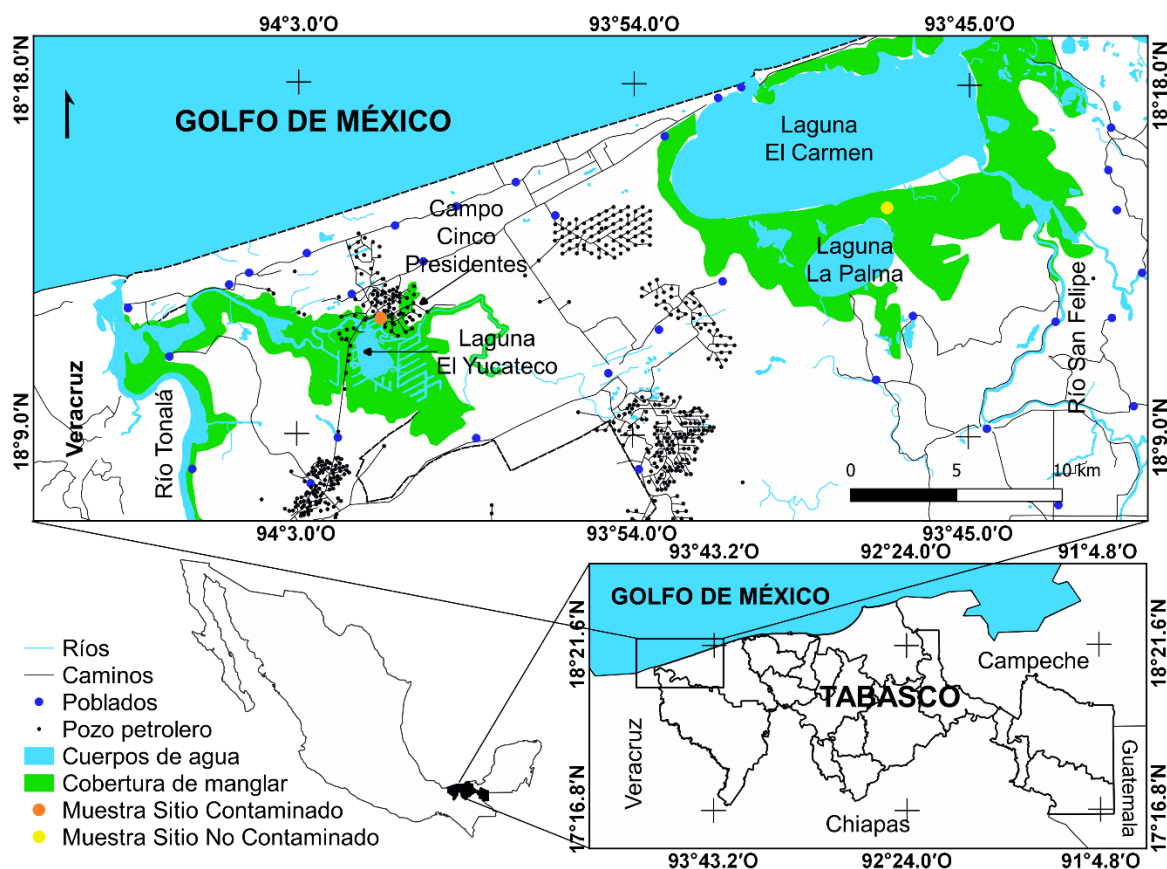 94°3.0′O 93°54.0′O 93°45.0′O
18°18.0′N
18°18.0′N
GOLFO DE MÉXICO
Laguna
El Carmen
Campo
Cinco
Presidentes
Laguna
La Palma
Laguna
El Yucateco
Río San Felipe
Veracruz
Río Tonalá
18°9.0′N
18°9.0′N
0 5 10 km
94°3.0′O 93°54.0′O 93°45.0′O
93°43.2′O 92°24.0′O 91°4.8′O
GOLFO DE MÉXICO
18°21.6′N
18°21.6′N
Campeche
TABASCO
Veracruz
Guatemala
Chiapas
17°16.8′N
17°16.8′N
93°43.2′O 92°24.0′O 91°4.8′O
Ríos
Caminos
Poblados
Pozo petrolero
Cuerpos de agua
Cobertura de manglar
Muestra Sitio Contaminado
Muestra Sitio No Contaminado